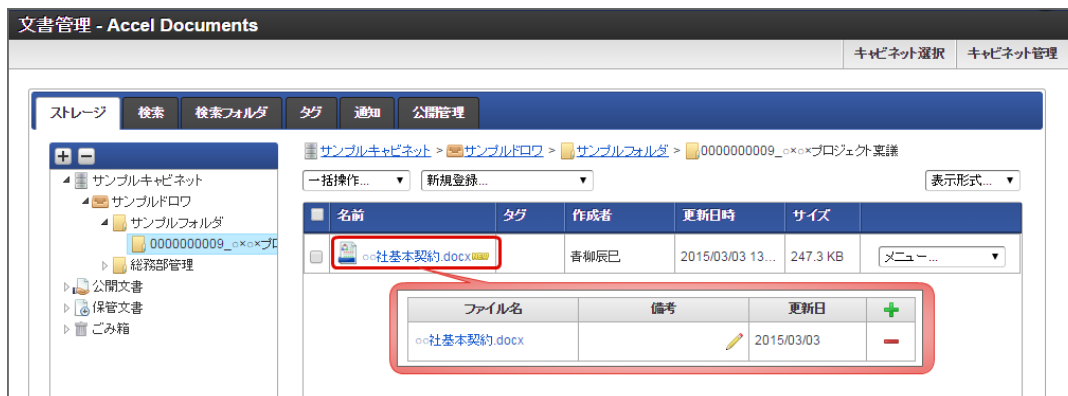 文書管理 - Accel Documents
キャビネット選択 キャビネット管理
ストレージ 検索 検索フォルダ タグ 通知 公開管理
サンプルキャビネット > サンプルドロワ > サンプルフォルダ > 0000000009_○×○×プロジェクト稟議
サンプルキャビネット
サンプルドロワ
サンプルフォルダ
0000000009_○×○×プロ
総務部管理
公開文書
保管文書
ごみ箱
一括操作... 新規登録... 表示形式...
名前 タグ 作成者 更新日時 サイズ
○○社基本契約.docx 青柳辰巳 2015/03/03 13... 247.3 KB メニュー...
ファイル名 備考 更新日
○○社基本契約.docx 2015/03/03